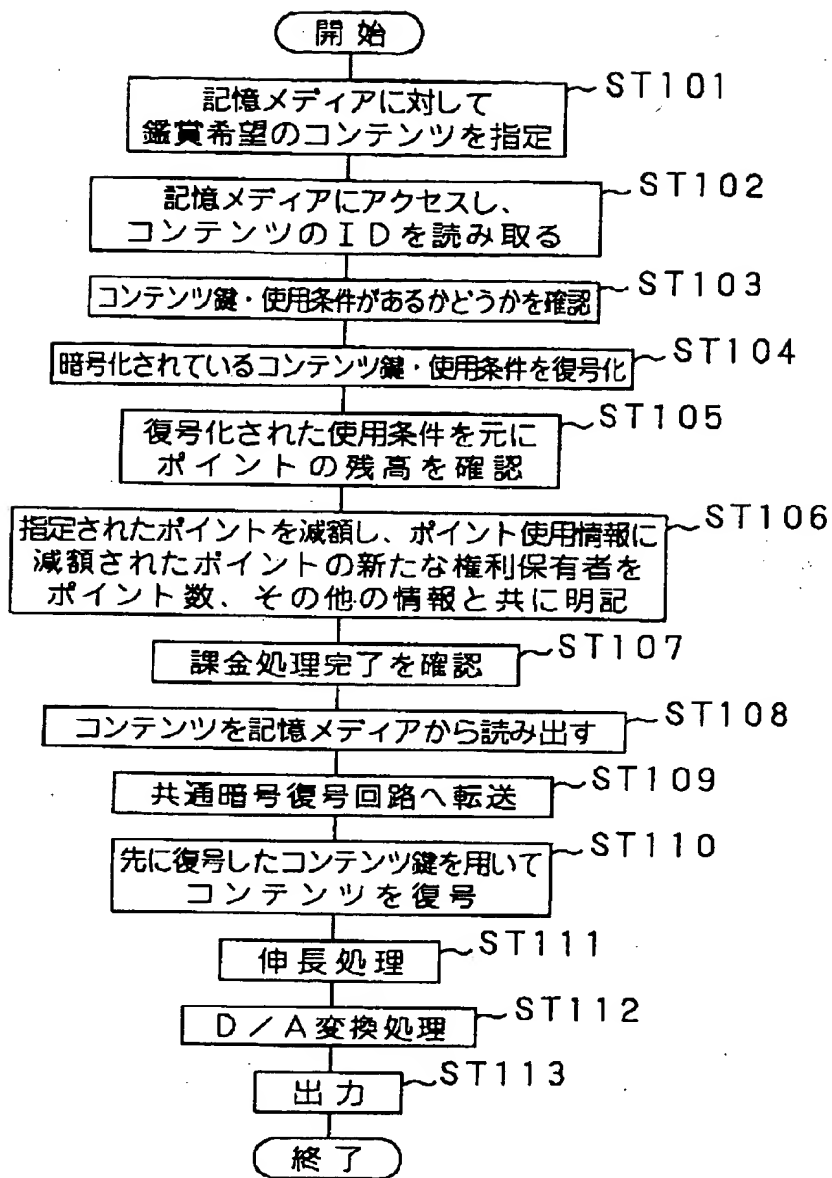 開始
記憶メディアに対して
鑑賞希望のコンテンツを指定
ST101
記憶メディアにアクセスし、
コンテンツのIDを読み取る
ST102
コンテンツ鍵・使用条件があるかどうかを確認
ST103
暗号化されているコンテンツ鍵・使用条件を復号化
ST104
復号化された使用条件を元に
ポイントの残高を確認
ST105
指定されたポイントを減額し、ポイント使用情報に
減額されたポイントの新たな権利保有者を
ポイント数、その他の情報と共に明記
ST106
課金処理完了を確認
ST107
コンテンツを記憶メディアから読み出す
ST108
共通暗号復号回路へ転送
ST109
先に復号したコンテンツ鍵を用いて
コンテンツを復号
ST110
伸長処理
ST111
D/A変換処理
ST112
出力
ST113
終了